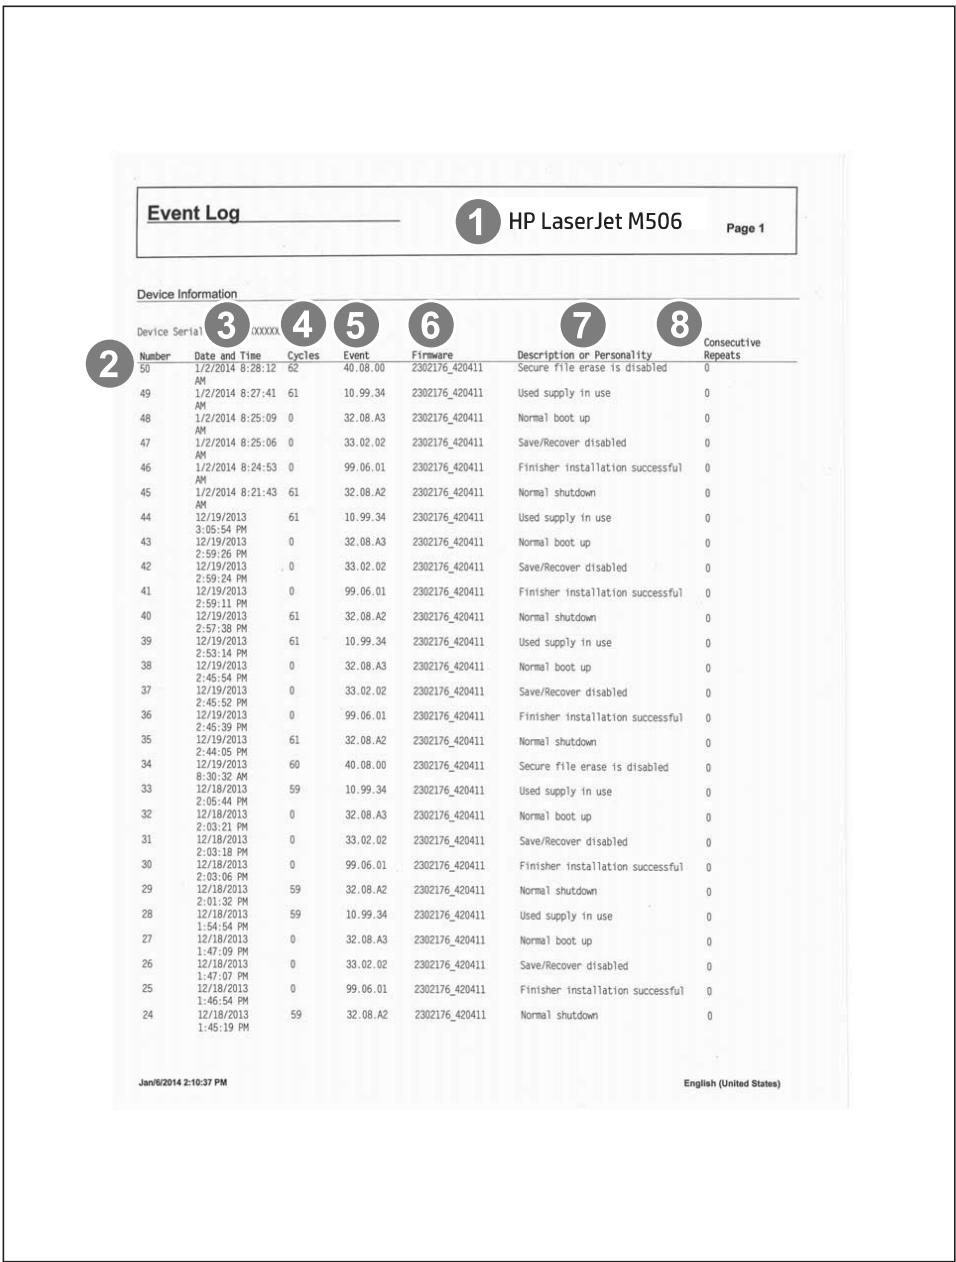 Event Log
1 HP LaserJet M506
Page 1
Device Information
3 4 5 6 7 8
Device Serial XXXXX
2 Number Date and Time Cycles Event Firmware Description or Personality Consecutive Repeats
50 1/2/2014 8:28:12 AM 62 40.08.00 2302176_420411 Secure file erase is disabled 0
49 1/2/2014 8:27:41 AM 61 10.99.34 2302176_420411 Used supply in use 0
48 1/2/2014 8:25:09 AM 0 32.08.A3 2302176_420411 Normal boot up 0
47 1/2/2014 8:25:06 AM 0 33.02.02 2302176_420411 Save/Recover disabled 0
46 1/2/2014 8:24:53 AM 0 99.06.01 2302176_420411 Finisher installation successful 0
45 1/2/2014 8:21:43 AM 61 32.08.A2 2302176_420411 Normal shutdown 0
44 12/19/2013 3:05:54 PM 61 10.99.34 2302176_420411 Used supply in use 0
43 12/19/2013 2:59:26 PM 0 32.08.A3 2302176_420411 Normal boot up 0
42 12/19/2013 2:59:24 PM 0 33.02.02 2302176_420411 Save/Recover disabled 0
41 12/19/2013 2:59:11 PM 0 99.06.01 2302176_420411 Finisher installation successful 0
40 12/19/2013 2:57:38 PM 61 32.08.A2 2302176_420411 Normal shutdown 0
39 12/19/2013 2:53:14 PM 61 10.99.34 2302176_420411 Used supply in use 0
38 12/19/2013 2:45:54 PM 0 32.08.A3 2302176_420411 Normal boot up 0
37 12/19/2013 2:45:52 PM 0 33.02.02 2302176_420411 Save/Recover disabled 0
36 12/19/2013 2:45:39 PM 0 99.06.01 2302176_420411 Finisher installation successful 0
35 12/19/2013 2:44:05 PM 61 32.08.A2 2302176_420411 Normal shutdown 0
34 12/19/2013 8:30:32 AM 60 40.08.00 2302176_420411 Secure file erase is disabled 0
33 12/18/2013 2:05:44 PM 59 10.99.34 2302176_420411 Used supply in use 0
32 12/18/2013 2:03:21 PM 0 32.08.A3 2302176_420411 Normal boot up 0
31 12/18/2013 2:03:18 PM 0 33.02.02 2302176_420411 Save/Recover disabled 0
30 12/18/2013 2:03:06 PM 0 99.06.01 2302176_420411 Finisher installation successful 0
29 12/18/2013 2:01:32 PM 59 32.08.A2 2302176_420411 Normal shutdown 0
28 12/18/2013 1:54:54 PM 59 10.99.34 2302176_420411 Used supply in use 0
27 12/18/2013 1:47:09 PM 0 32.08.A3 2302176_420411 Normal boot up 0
26 12/18/2013 1:47:07 PM 0 33.02.02 2302176_420411 Save/Recover disabled 0
25 12/18/2013 1:46:54 PM 0 99.06.01 2302176_420411 Finisher installation successful 0
24 12/18/2013 1:45:19 PM 59 32.08.A2 2302176_420411 Normal shutdown 0
Jan/6/2014 2:10:37 PM English (United States)